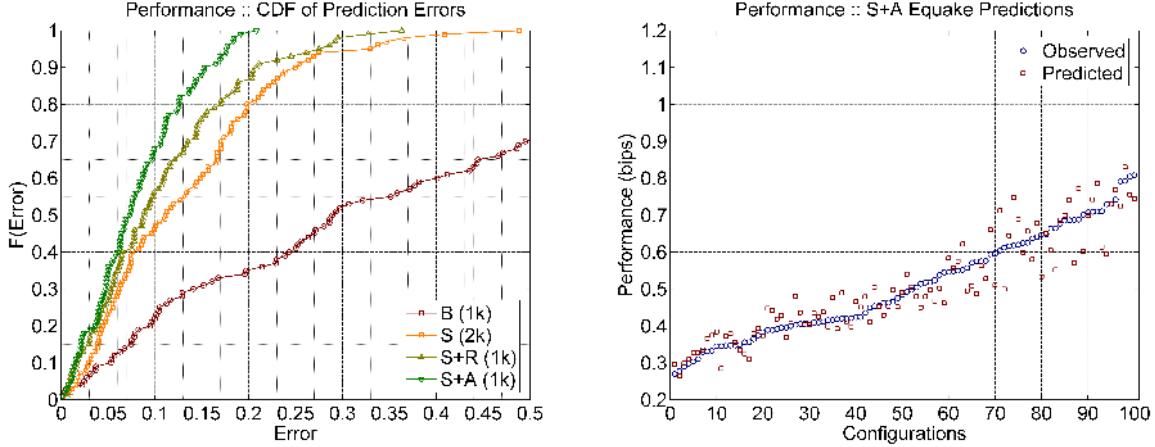 Performance :: CDF of Prediction Errors
1
0.9
0.8
0.7
0.6
0.5
0.4
0.3
0.2
0.1
0
F(Error)
B (1k)
S (2k)
S+R (1k)
S+A (1k)
0 0.05 0.1 0.15 0.2 0.25 0.3 0.35 0.4 0.45 0.5
Error
Performance :: S+A Equake Predictions
1.2
1.1
1
0.9
0.8
0.7
0.6
0.5
0.4
0.3
0.2
Performance (bips)
Observed
Predicted
0 10 20 30 40 50 60 70 80 90 100
Configurations